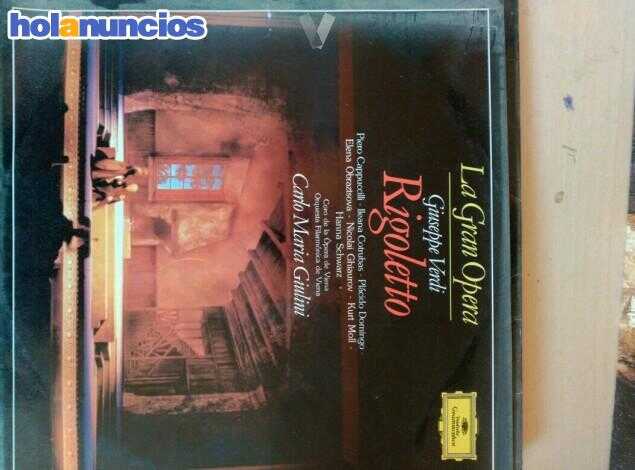 holanuncios
La Gran Opera
Giuseppe Verdi
Rigoletto
Piero Cappuccilli · Ileana Cotrubas · Plácido Domingo
Elena Obraztsova · Nicolai Ghiaurov · Kurt Moll ·
Hanna Schwarz
Coro de la Opera de Viena
Orquesta Filarmónica de Viena
Carlo Maria Giulini
Deutsche
Grammophon